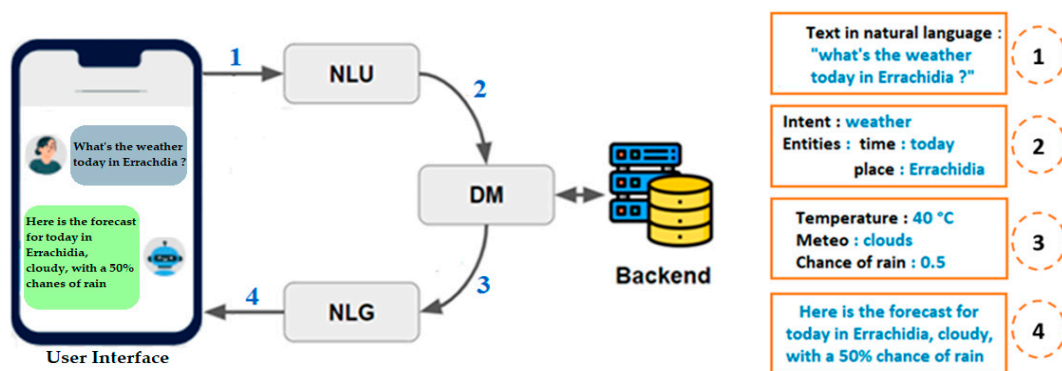 What's the weather
today in Errachdia ?
Here is the forecast
for today in
Errachidia,
cloudy, with a 50%
chanes of rain
User Interface
1
NLU
2
DM
3
NLG
4
Backend
Text in natural language :
"what's the weather
today in Errachidia ?"
1
Intent : weather
Entities : time : today
place : Errachidia
2
Temperature : 40 °C
Meteo : clouds
Chance of rain : 0.5
3
Here is the forecast for
today in Errachidia, cloudy,
with a 50% chance of rain
4